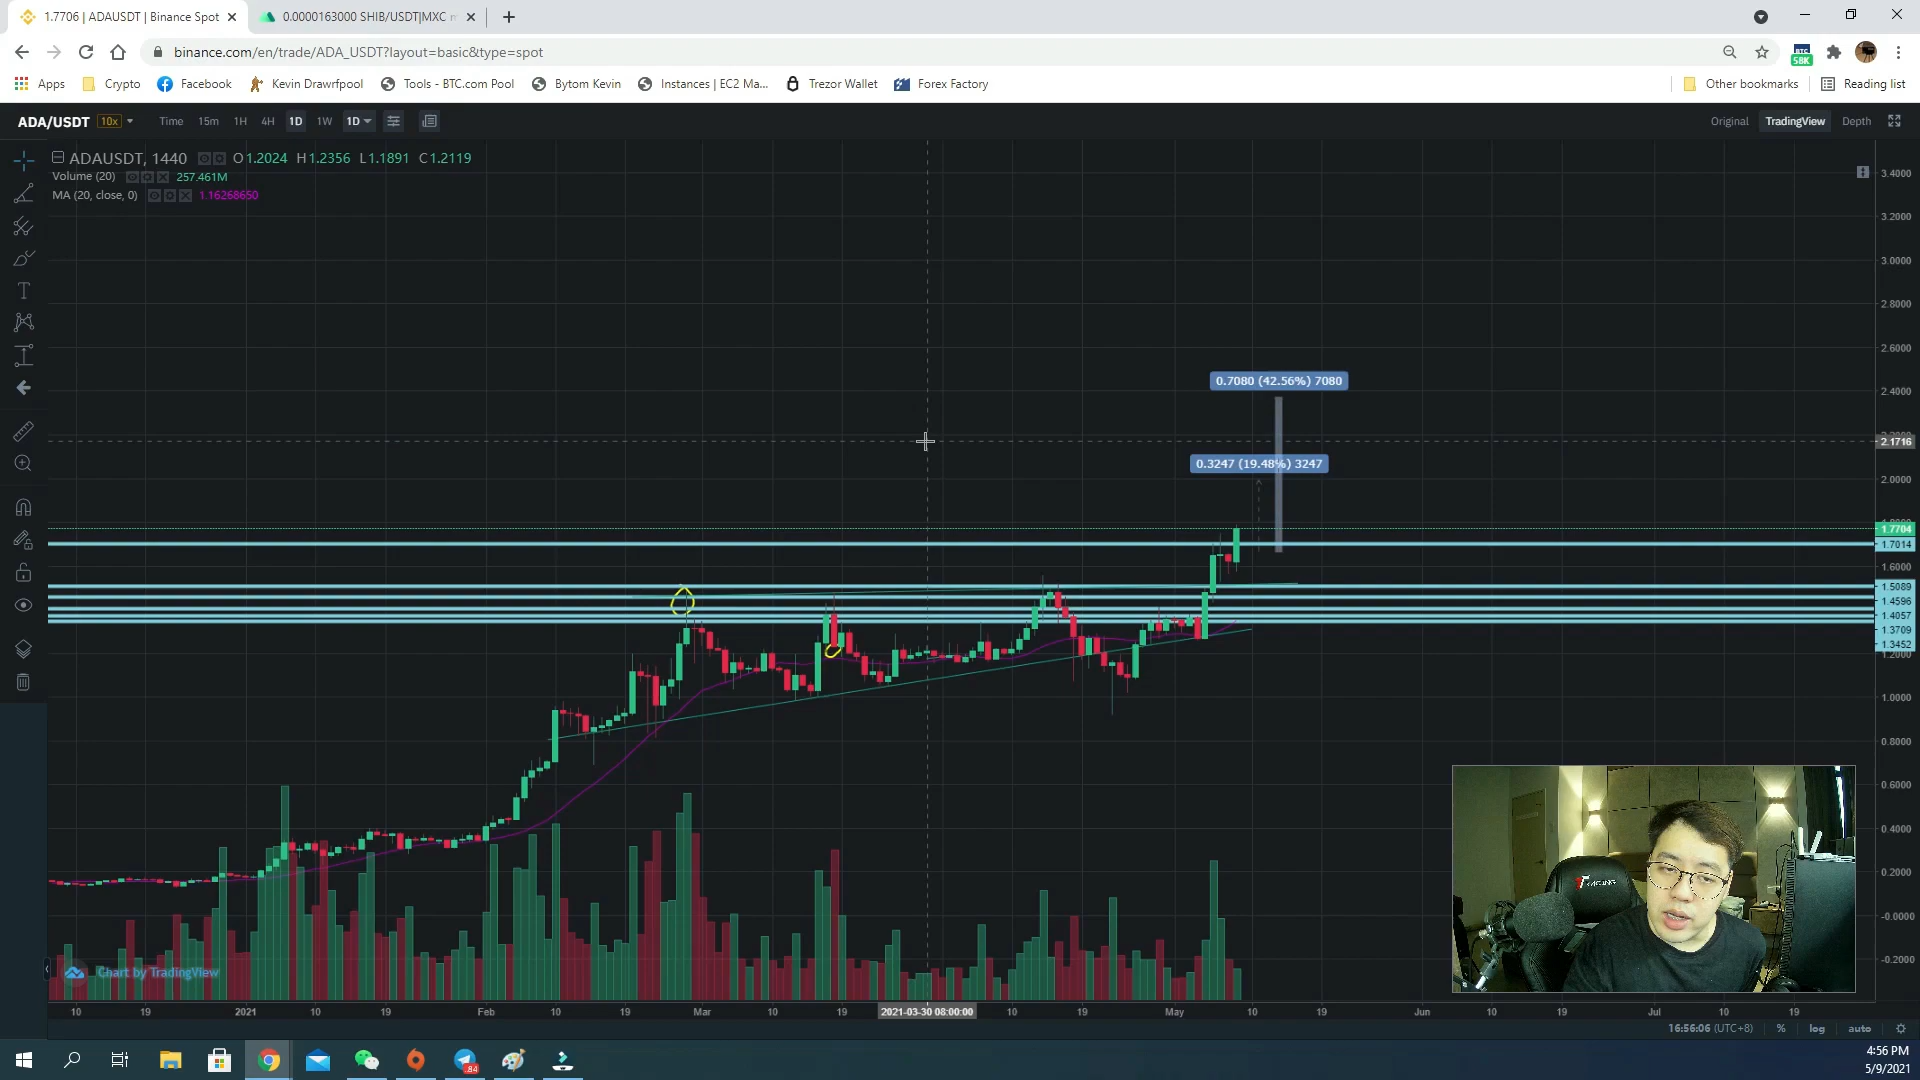 1.7706 | ADAUSDT | Binance Spot
0.0000163000 SHIB/USDT|MXC
binance.com/en/trade/ADA_USDT?layout=basic&type=spot
BTC
58K
Apps
Crypto
Facebook
Kevin Drawrfpool
Tools - BTC.com Pool
Bytom Kevin
Instances | EC2 Ma...
Trezor Wallet
Forex Factory
Other bookmarks
Reading list
ADA/USDT 10x
Time 15m 1H 4H 1D 1W 1D
Original TradingView Depth
ADAUSDT, 1440 O1.2024 H1.2356 L1.1891 C1.2119
Volume (20) 257.461M
MA (20, close, 0) 1.16268650
3.4000
3.2000
3.0000
2.8000
2.6000
0.7080 (42.56%) 7080
2.4000
2.1716
0.3247 (19.48%) 3247
2.0000
1.7704
1.7014
1.6000
1.5089
1.4596
1.4057
1.3709
1.3452
1.2000
1.0000
0.8000
0.6000
0.4000
0.2000
-0.0000
-0.2000
Chart by TradingView
10 19 2021 10 19 Feb 10 19 Mar 10 19 2021-03-30 08:00:00 10 19 May 10 19 Jun 10 19 Jul 10 19
16:56:06 (UTC+8) % log auto
84
4:56 PM
5/9/2021